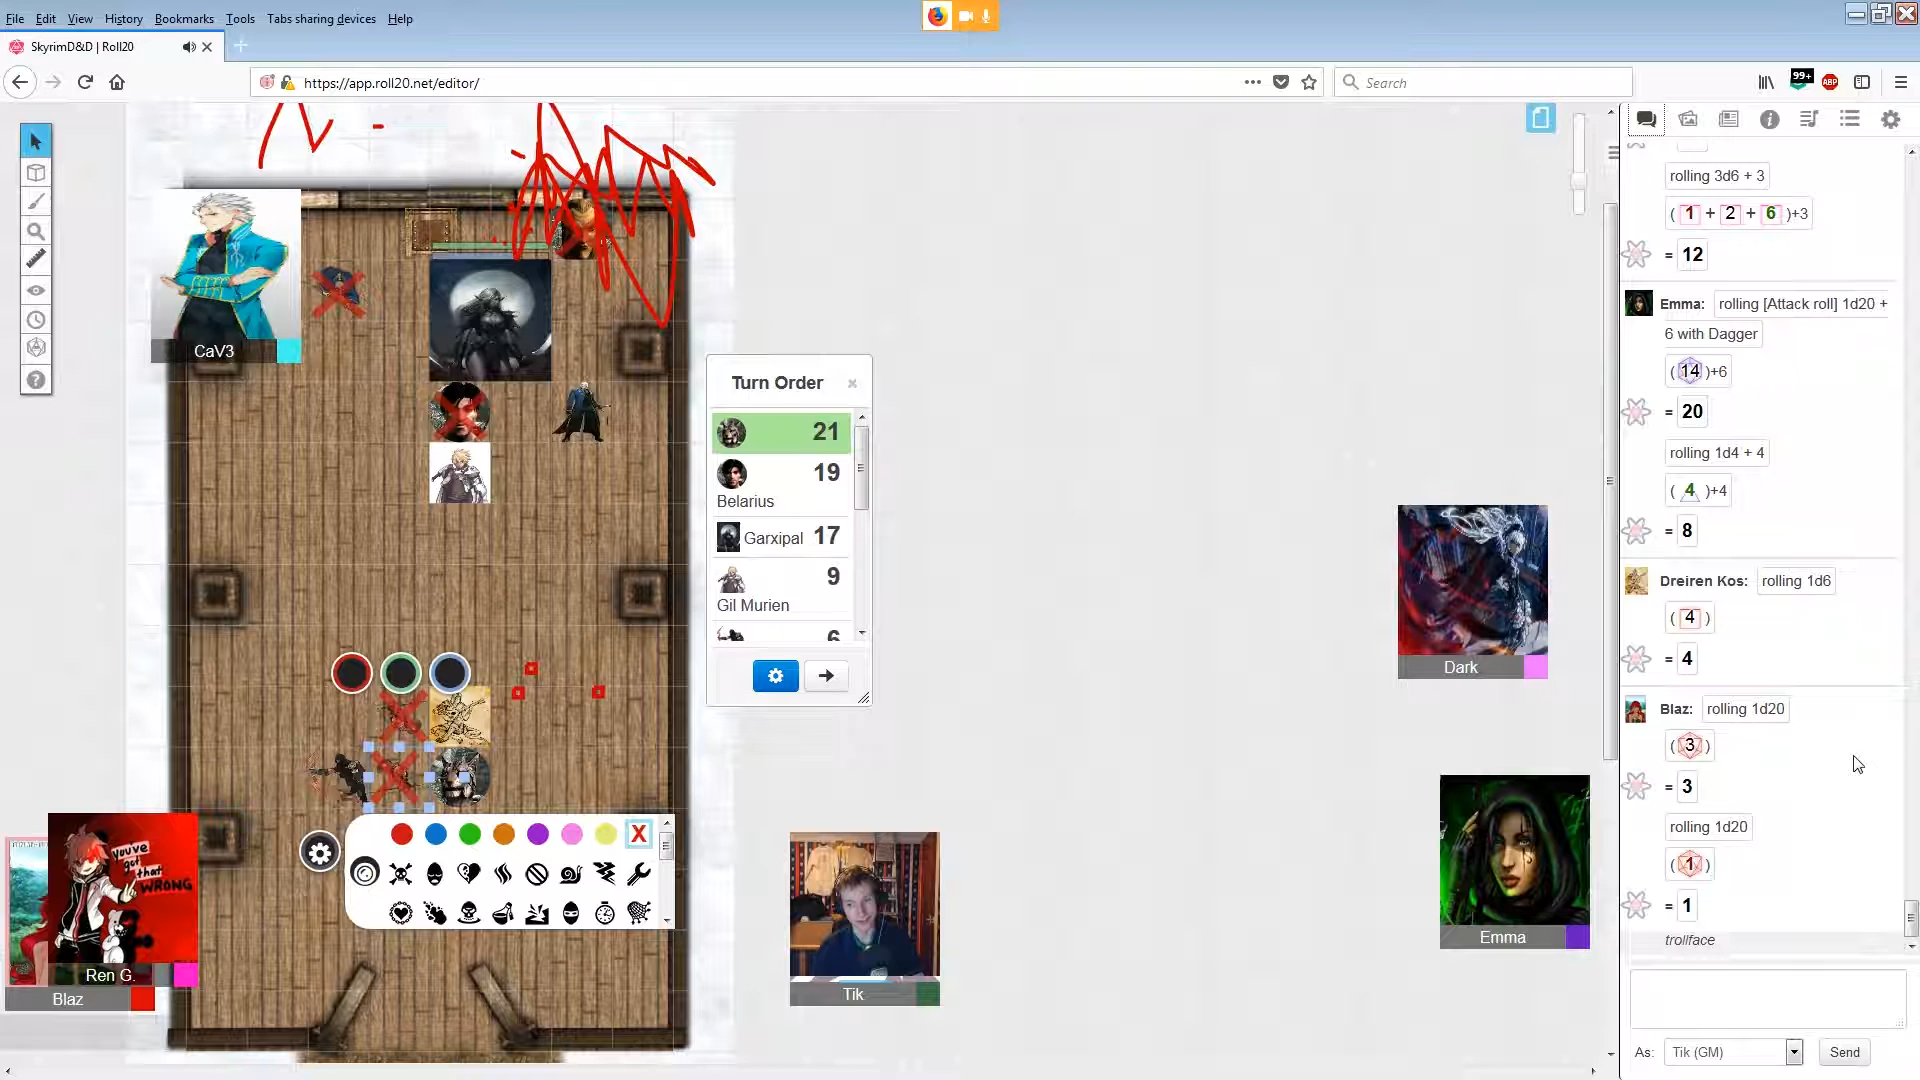 File Edit View History Bookmarks Tools Tabs sharing devices Help
SkyrimD&D | Roll20
https://app.roll20.net/editor/
Search
99+
ABP
CaV3
Turn Order
21
19
Belarius
Garxipal 17
9
Gil Murien
6
you've got that WRONG
Ren G.
Blaz
Tik
Dark
Emma
rolling 3d6 + 3
(1 + 2 + 6)+3
= 12
Emma: rolling [Attack roll] 1d20 +
6 with Dagger
(14)+6
= 20
rolling 1d4 + 4
(4)+4
= 8
Dreiren Kos: rolling 1d6
(4)
= 4
Blaz: rolling 1d20
(3)
= 3
rolling 1d20
(1)
= 1
trollface
As: Tik (GM) Send